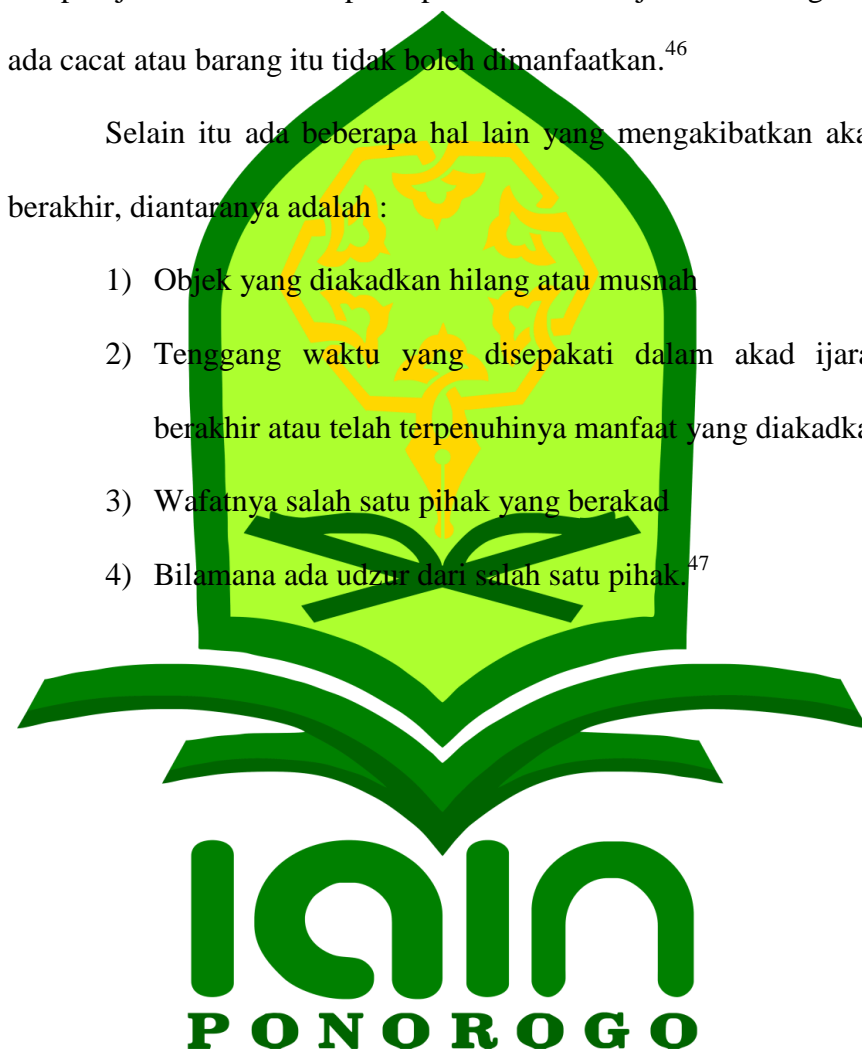 ada cacat atau barang itu tidak boleh dimanfaatkan.46
Selain itu ada beberapa hal lain yang mengakibatkan
berakhir, diantaranya adalah :
1) Objek yang diakadkan hilang atau musnah
2) Tenggang waktu yang disepakati dalam akad
berakhir atau telah terpenuhinya manfaat yang
3) Wafatnya salah satu pihak yang berakad
4) Bilamana ada udzur dari salah satu pihak.47
iain
PONOROGO